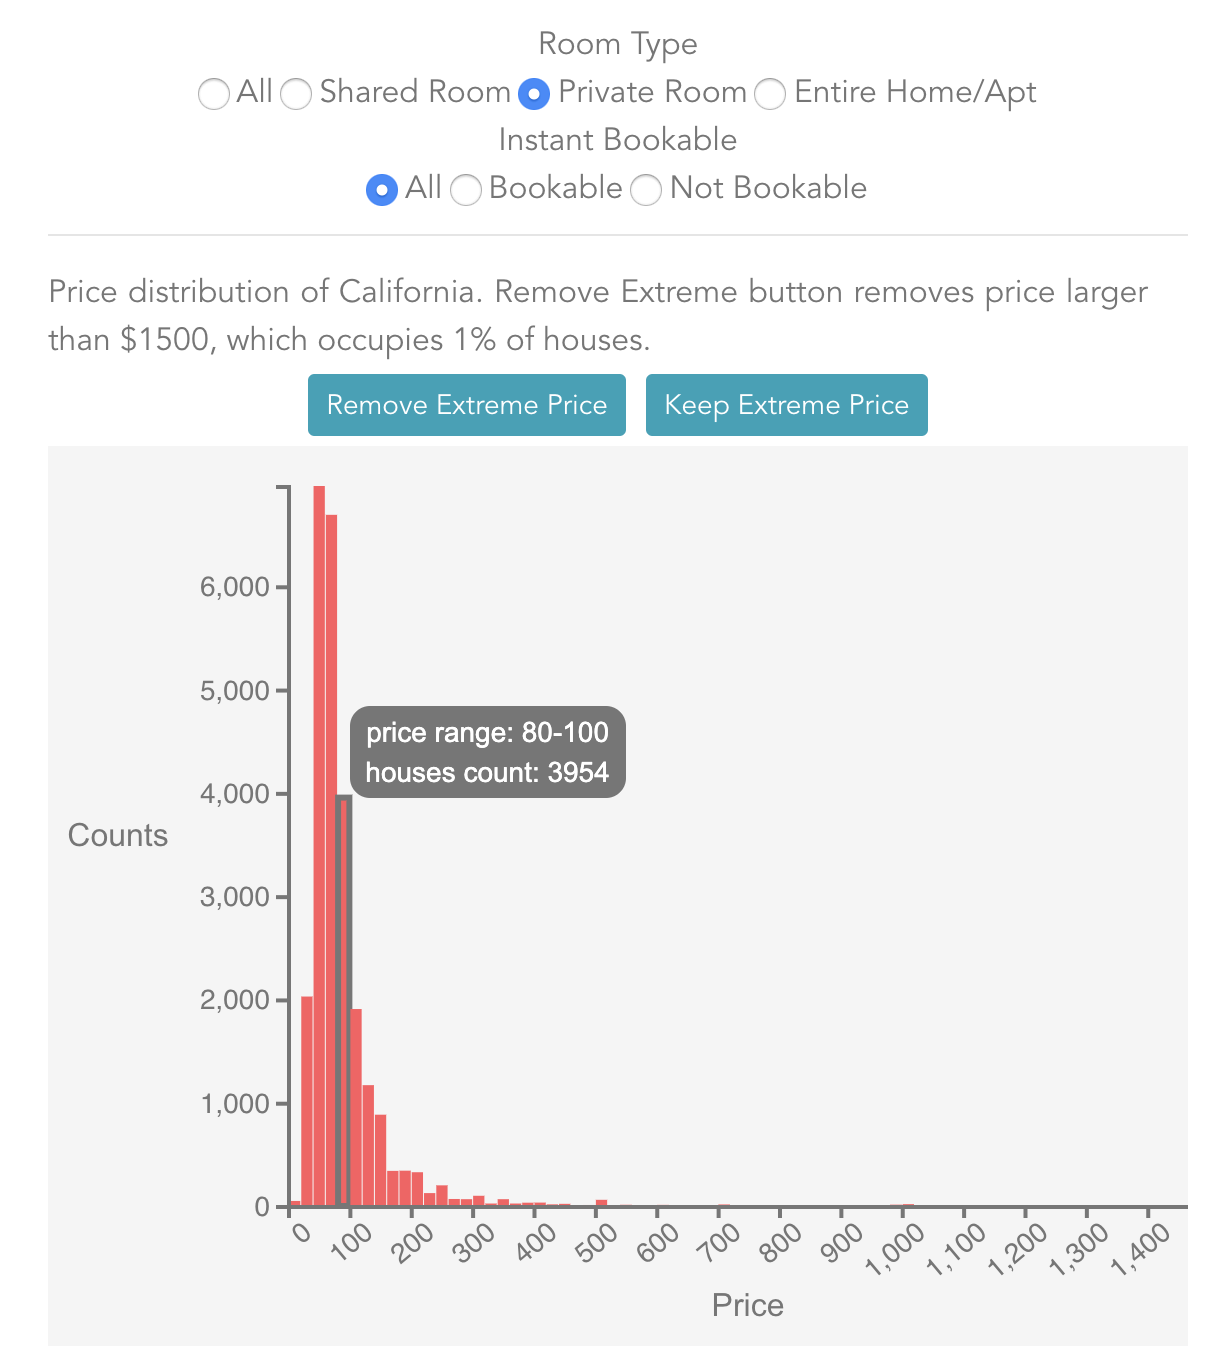 Room Type
All Shared Room Private Room Entire Home/Apt
Instant Bookable
All Bookable Not Bookable
Price distribution of California. Remove Extreme button removes price larger
than $1500, which occupies 1% of houses.
Remove Extreme Price Keep Extreme Price
6,000
5,000
price range: 80-100
houses count: 3954
4,000
Counts
3,000
2,000
1,000
0
0 100 200 300 400 500 600 700 800 900 1,000 1,100 1,200 1,300 1,400
Price